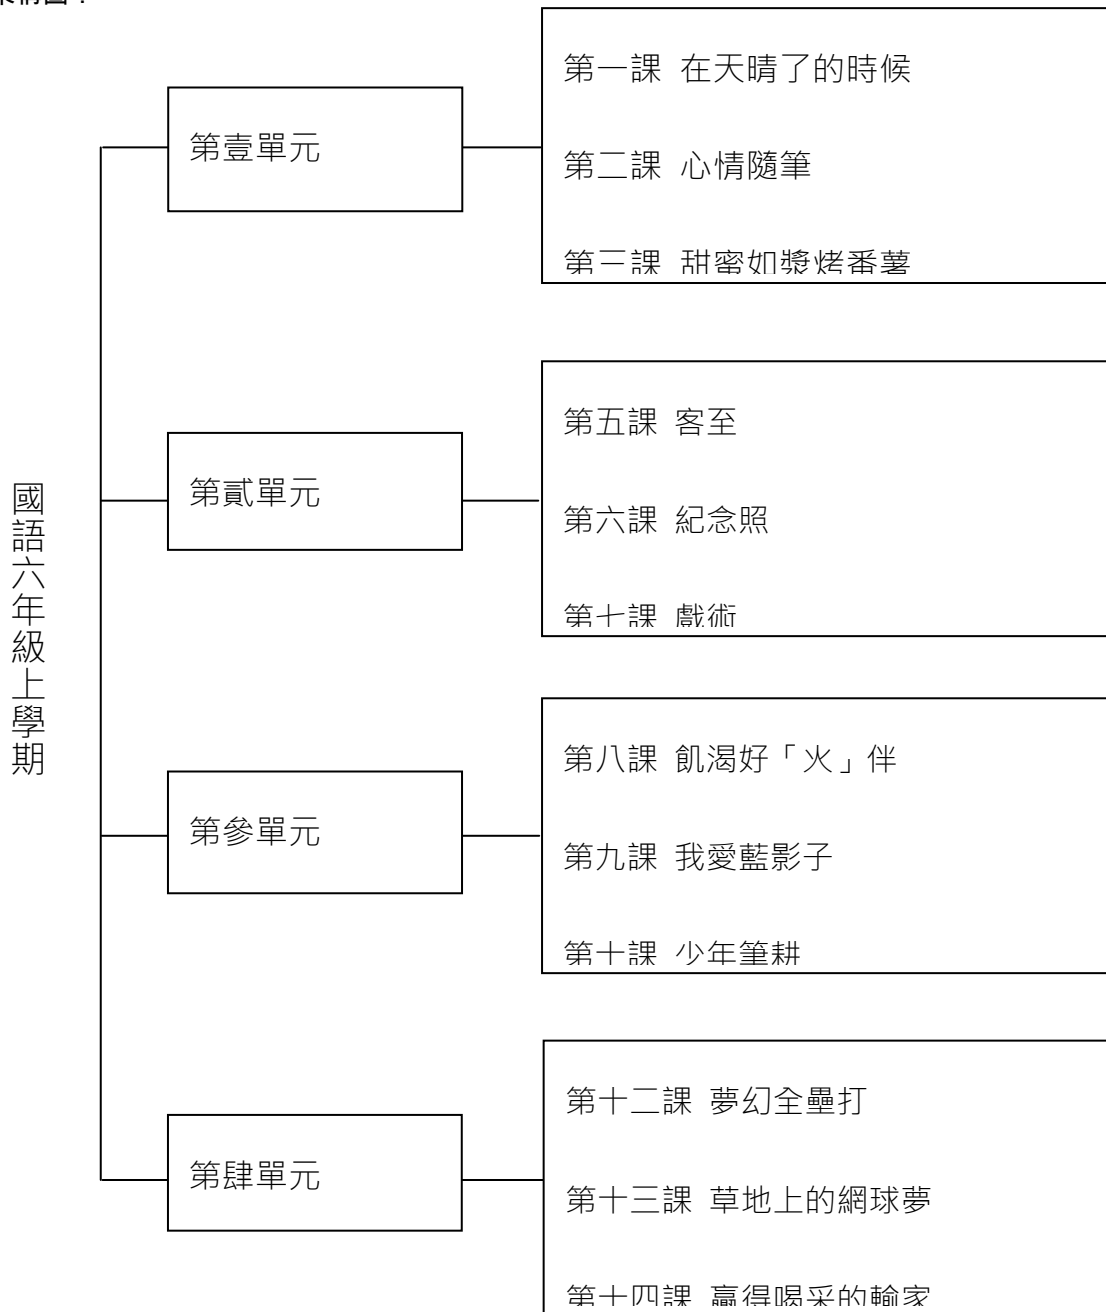 架構圖：
國語六年級上學期
第壹單元
第一課 在天晴了的時候
第二課 心情隨筆
第三課 甜蜜如漿烤番薯
第貳單元
第五課 客至
第六課 紀念照
第七課 戲術
第參單元
第八課 飢渴好「火」伴
第九課 我愛藍影子
第十課 少年筆耕
第肆單元
第十二課 夢幻全壘打
第十三課 草地上的網球夢
第十四課 贏得喝采的輸家